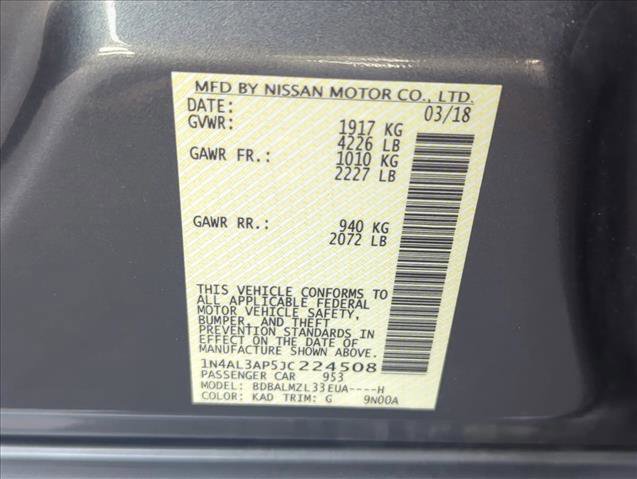 MFD BY NISSAN MOTOR CO., LTD.
DATE: 03/18
GVWR: 1917 KG
4226 LB
GAWR FR.: 1010 KG
2227 LB
GAWR RR.: 940 KG
2072 LB
THIS VEHICLE CONFORMS TO
ALL APPLICABLE FEDERAL
MOTOR VEHICLE SAFETY,
BUMPER, AND THEFT
PREVENTION STANDARDS IN
EFFECT ON THE DATE OF
MANUFACTURE SHOWN ABOVE.
1N4AL3AP5JC224508
PASSENGER CAR 953
MODEL: BDBALMZL33EUA----H
COLOR: KAD TRIM: G 9N00A